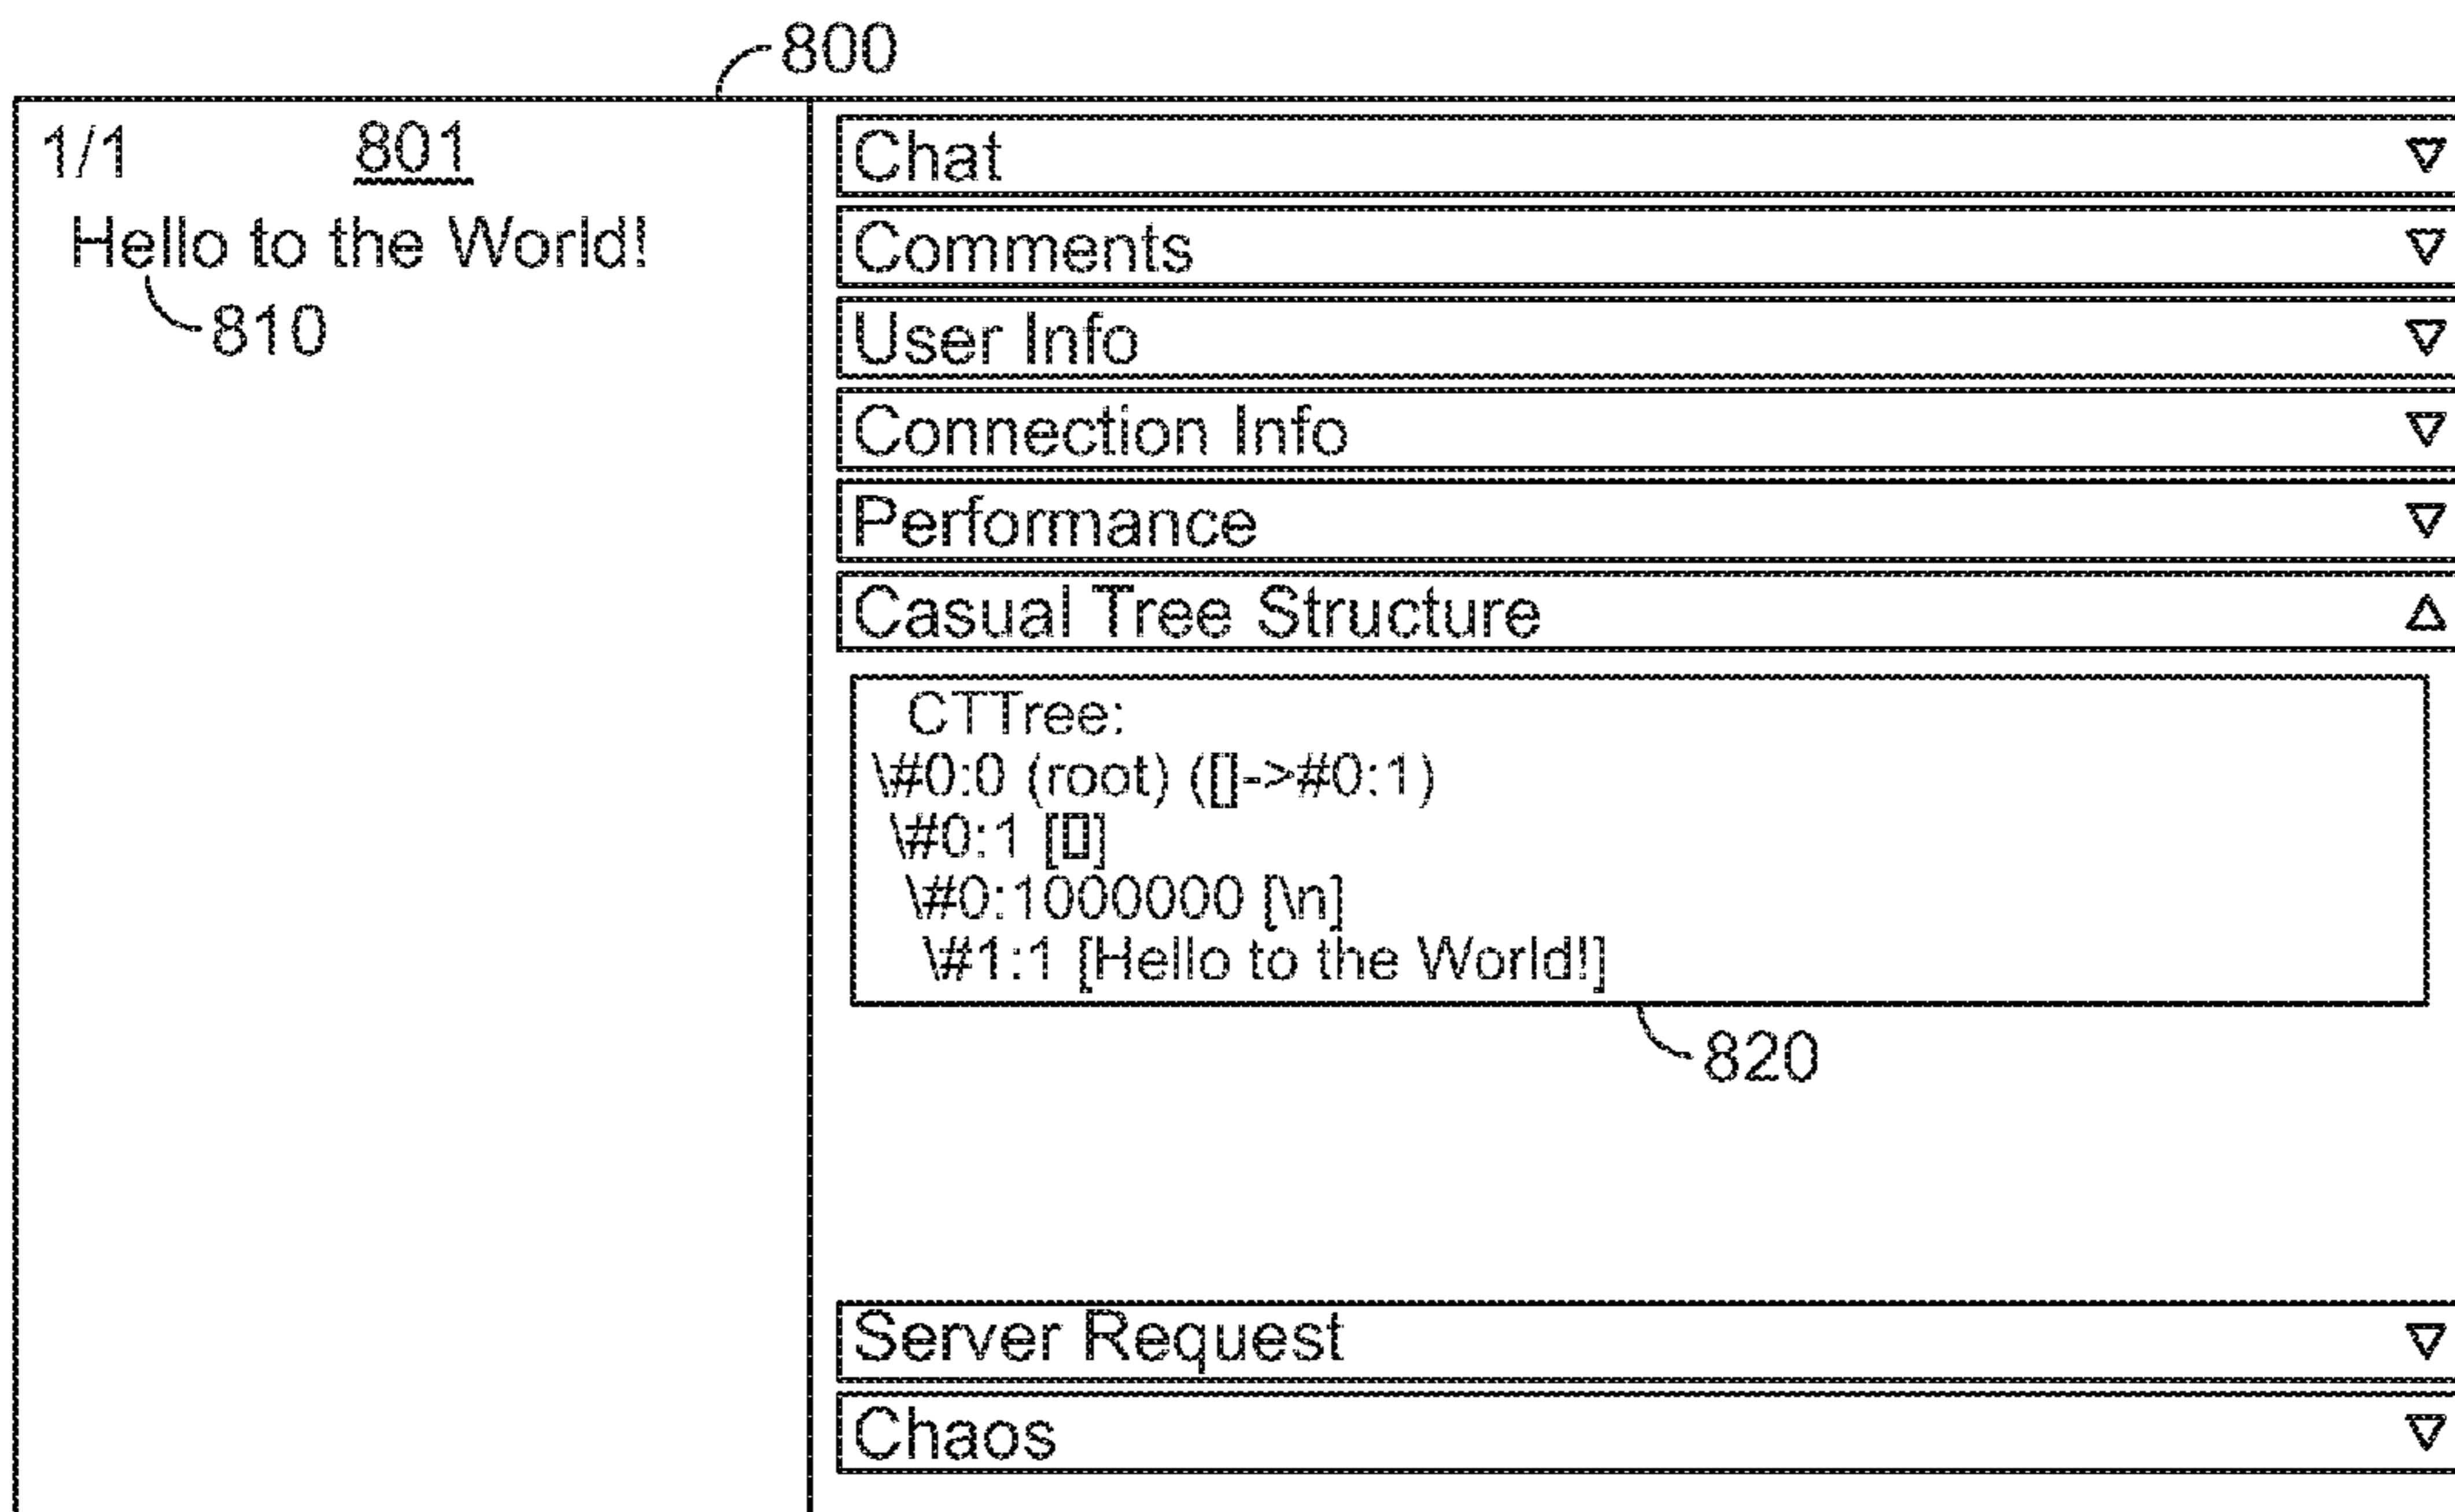 800
1/1 801
Hello to the World!
810
Chat
Comments
User Info
Connection Info
Performance
Casual Tree Structure
CTTree:
\#0:0 (root) ([]->#0:1)
\#0:1 [▯]
\#0:1000000 [\n]
\#1:1 [Hello to the World!]
820
Server Request
Chaos